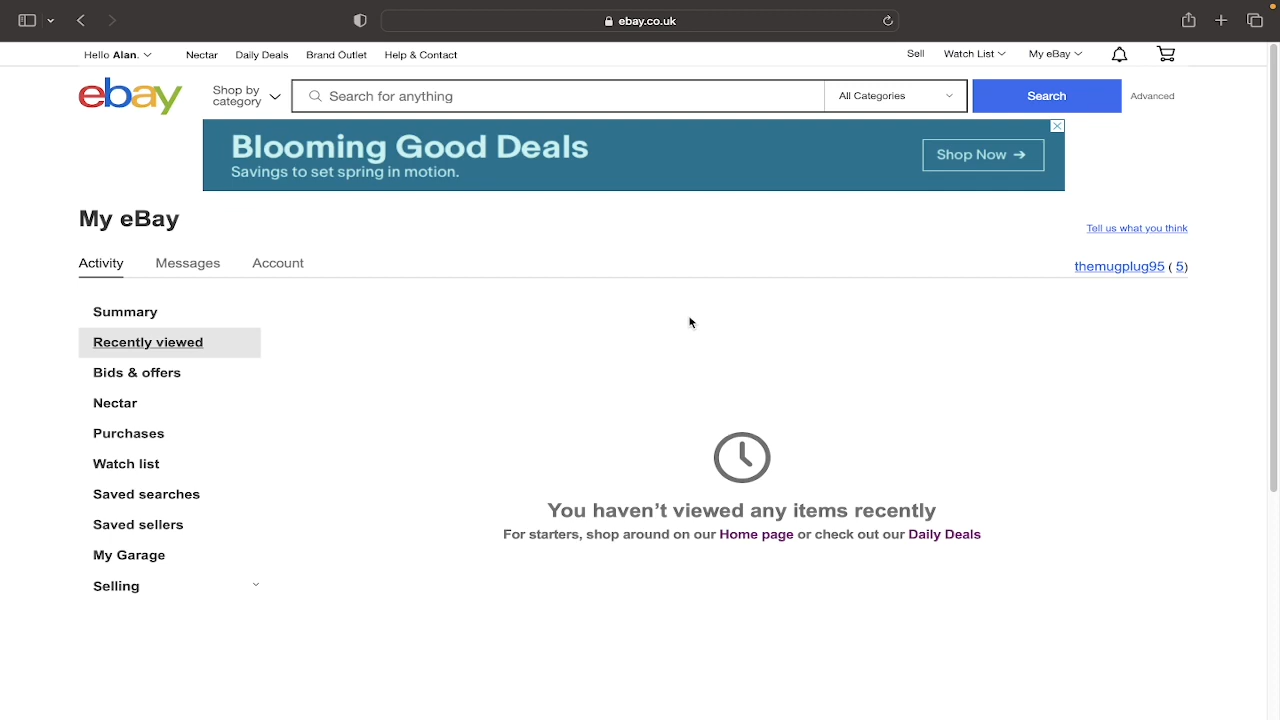 ebay.co.uk
Hello Alan. Nectar Daily Deals Brand Outlet Help & Contact Sell Watch List My eBay
ebay Shop by category Search for anything All Categories Search Advanced
Blooming Good Deals
Savings to set spring in motion.
Shop Now →
My eBay
Tell us what you think
Activity Messages Account themugplug95 ( 5)
Summary
Recently viewed
Bids & offers
Nectar
Purchases
Watch list
Saved searches
Saved sellers
My Garage
Selling
You haven’t viewed any items recently
For starters, shop around on our Home page or check out our Daily Deals